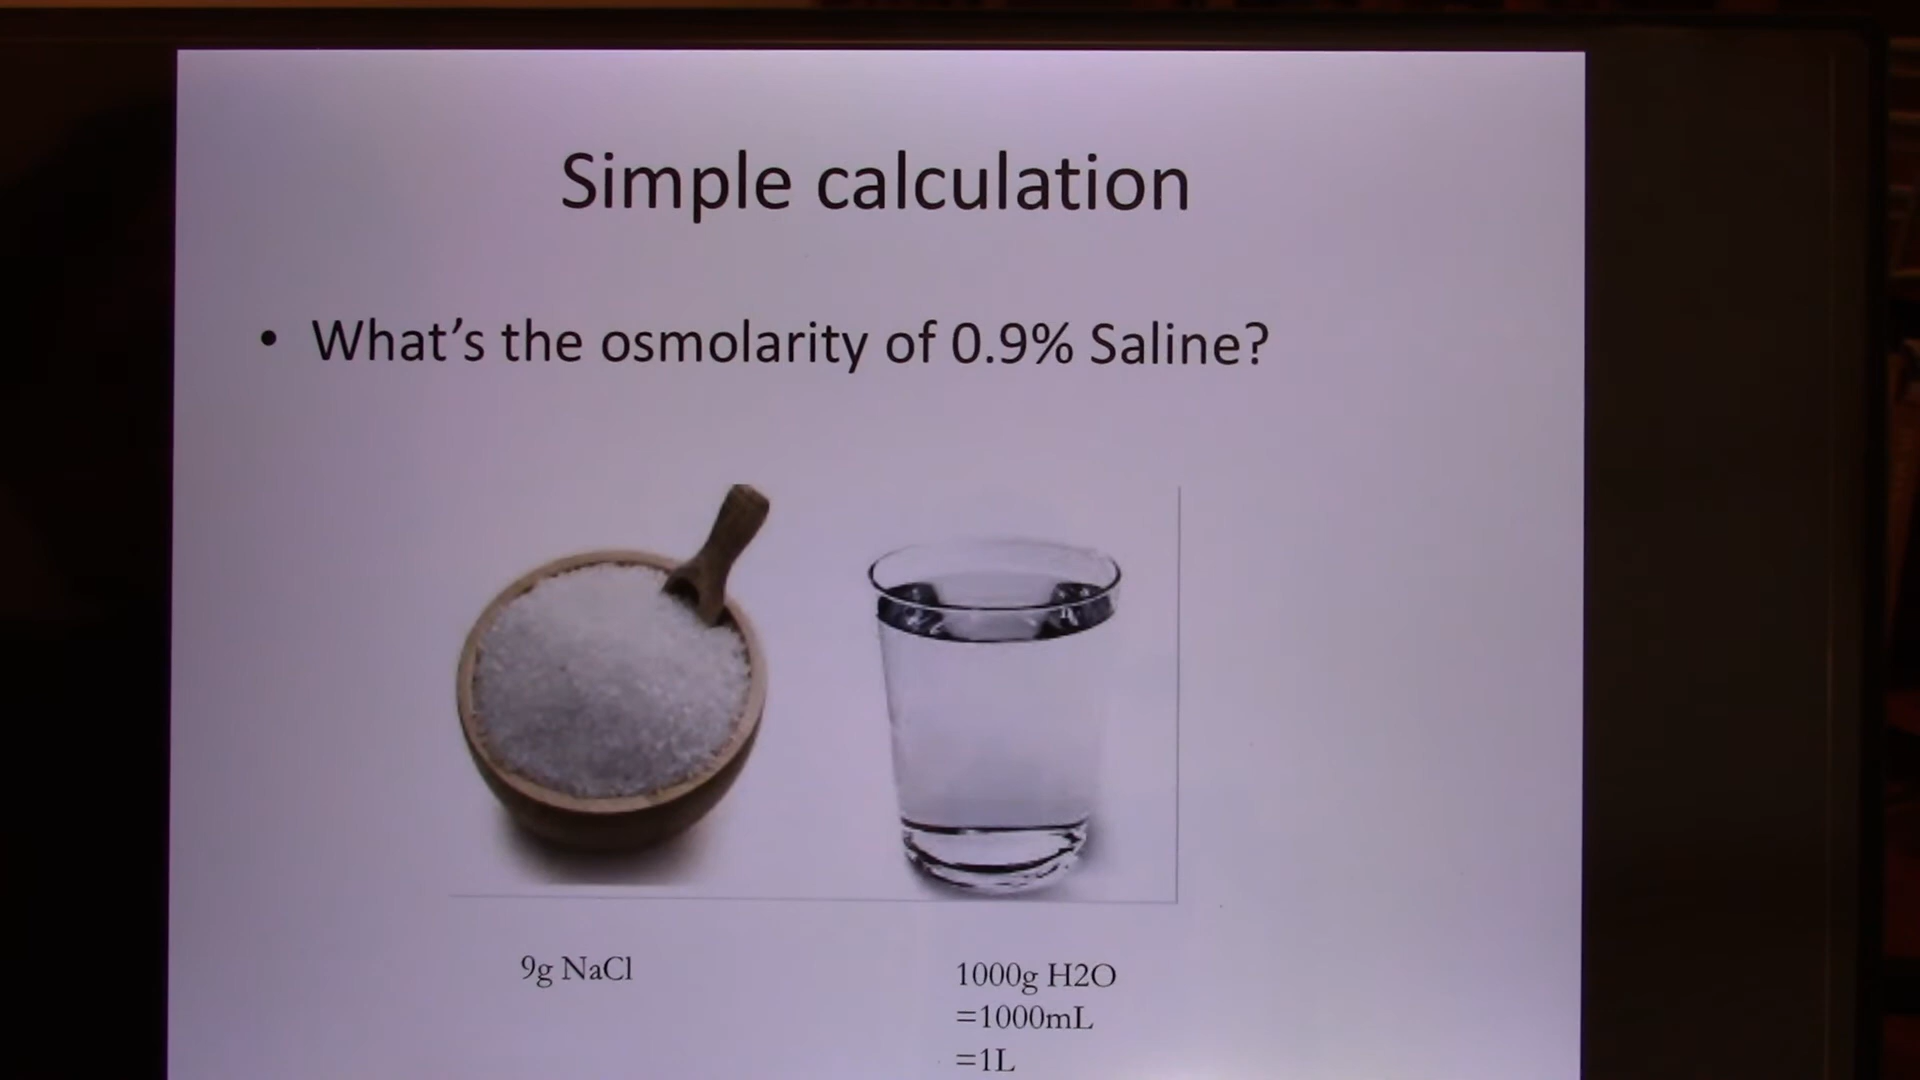 Simple calculation
• What's the osmolarity of 0.9% Saline?
9g NaCl
1000g H2O
=1000mL
=1L